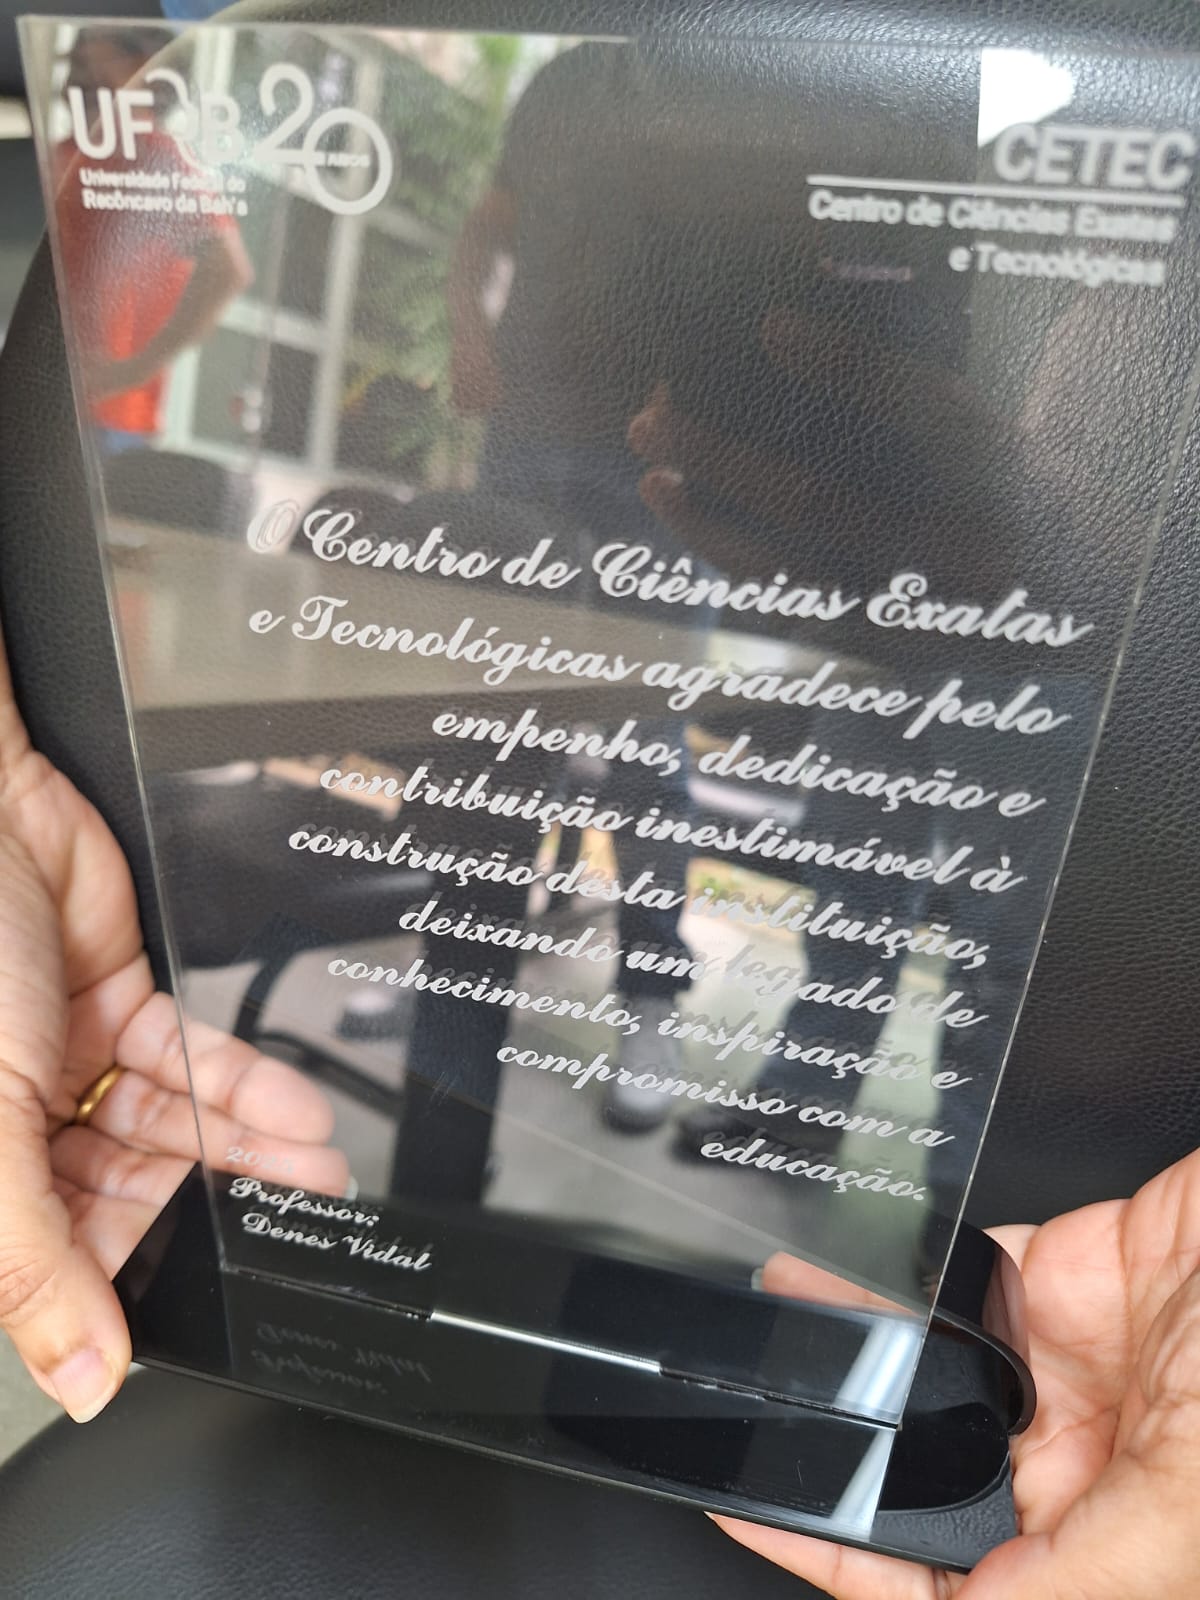 UFRB 20 ANOS
Universidade Federal do
Recôncavo da Bahia
CETEC
Centro de Ciências Exatas
e Tecnológicas
O Centro de Ciências Exatas
e Tecnológicas agradece pelo
empenho, dedicação e
contribuição inestimável à
construção desta instituição,
deixando um legado de
conhecimento, inspiração e
compromisso com a
educação.
2025
Professor:
Denes Vidal